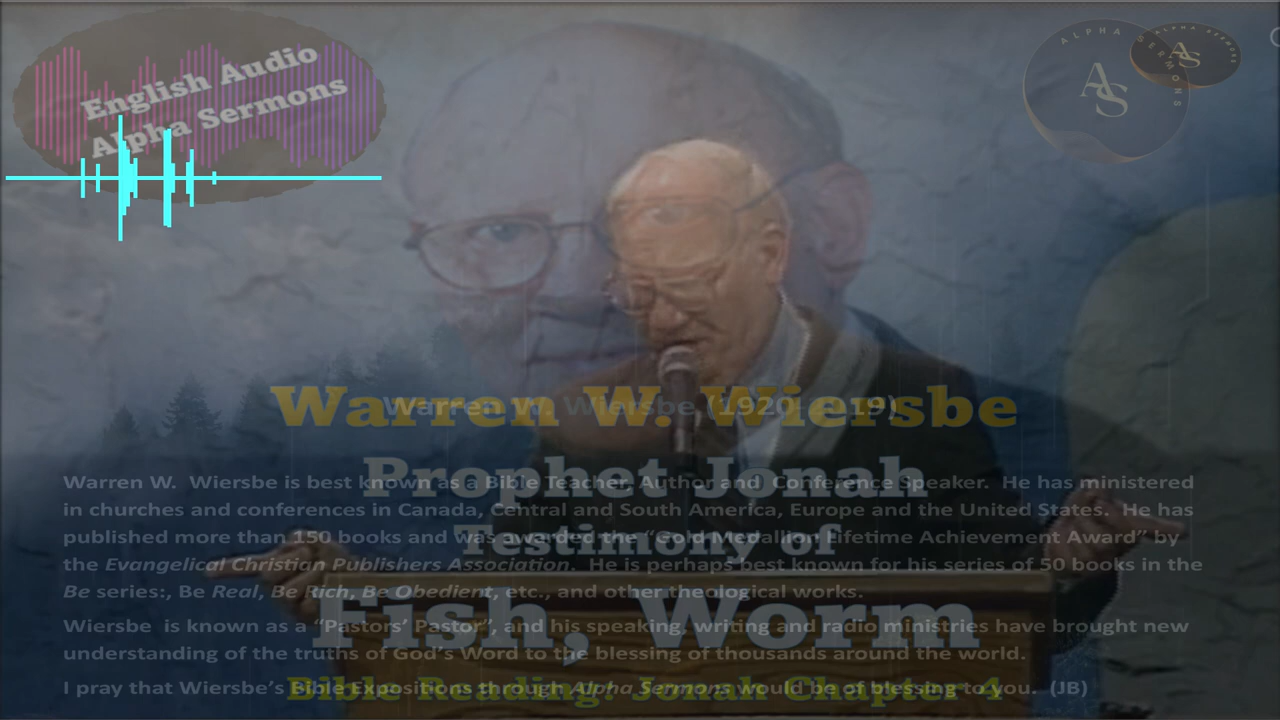 English Audio
Alpha Sermons
ALPHA SERMONS
AS
ALPHA SERMONS
AS
Warren W. Wiersbe
Warren W. Wiersbe (1920 - 19)
Prophet Jonah
Testimony of
Fish, Worm
Bible Reading: Jonah Chapter 4
Warren W. Wiersbe is best known as a Bible Teacher, Author and Conference Speaker. He has ministered
in churches and conferences in Canada, Central and South America, Europe and the United States. He has
published more than 150 books and was awarded the “Gold Medallion Lifetime Achievement Award” by
the Evangelical Christian Publishers Association. He is perhaps best known for his series of 50 books in the
Be series:, Be Real, Be Rich, Be Obedient, etc., and other theological works.
Wiersbe is known as a “Pastors’ Pastor”, and his speaking, writing and radio ministries have brought new
understanding of the truths of God’s Word to the blessing of thousands around the world.
I pray that Wiersbe’s Bible Expositions through Alpha Sermons would be of blessing to you. (JB)